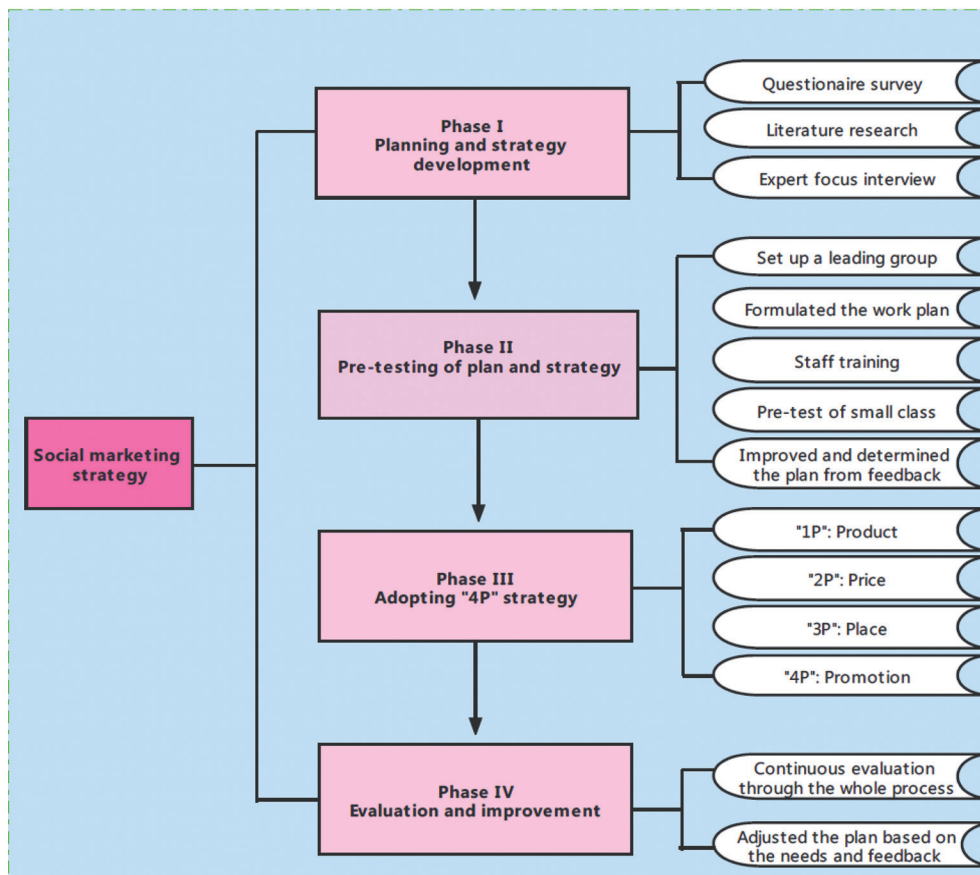 Social marketing
strategy
Phase I
Planning and strategy
development
Questionaire survey
Literature research
Expert focus interview
Phase II
Pre-testing of plan and strategy
Set up a leading group
Formulated the work plan
Staff training
Pre-test of small class
Improved and determined
the plan from feedback
Phase III
Adopting "4P" strategy
"1P": Product
"2P": Price
"3P": Place
"4P": Promotion
Phase IV
Evaluation and improvement
Continuous evaluation
through the whole process
Adjusted the plan based on
the needs and feedback